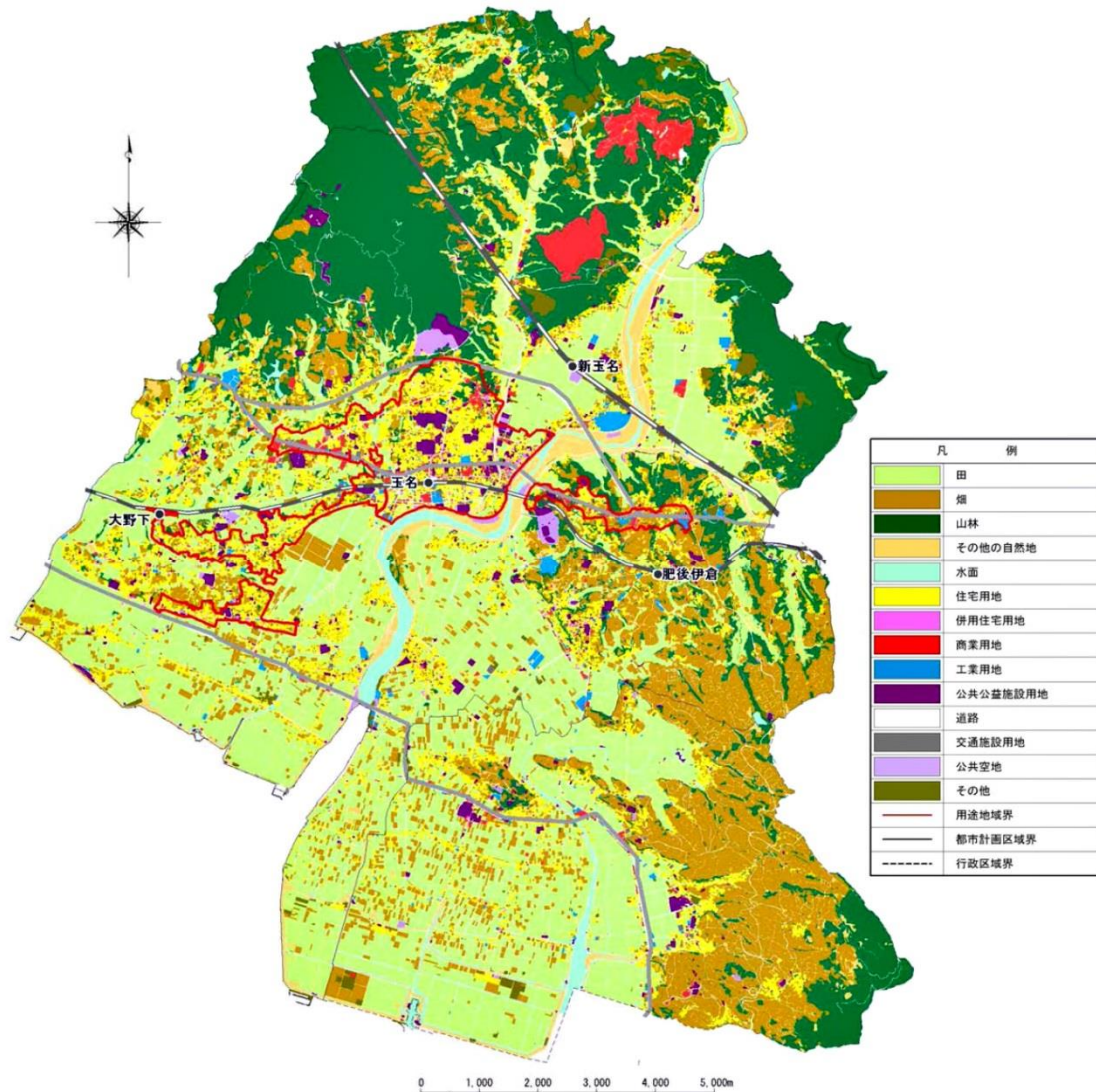 新玉名
玉名
大野下
肥後伊倉
凡 例
田
畑
山林
その他の自然地
水面
住宅用地
併用住宅用地
商業用地
工業用地
公共公益施設用地
道路
交通施設用地
公共空地
その他
用途地域界
都市計画区域界
行政区域界
0 1,000 2,000 3,000 4,000 5,000m